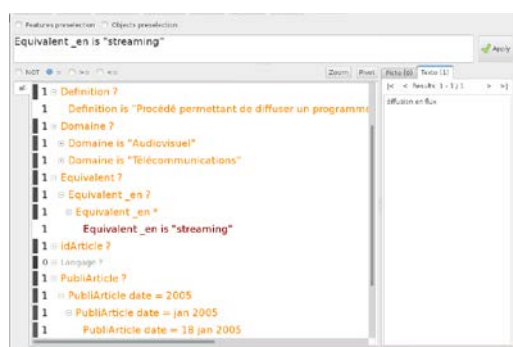 Features preselection Objects preselection
Equivalent _en is "streaming"
Apply
NOT
Zoom Pivot Texte (1)
|< < Results 1 - 1 / 1 > >|
1 Definition ?
diffusion en flux
1 Definition is "Procédé permettant de diffuser un programme
1 Domaine ?
1 Domaine is "Audiovisuel"
1 Domaine is "Télécommunications"
1 Equivalent ?
1 Equivalent _en ?
1 Equivalent _en *
1 Equivalent _en is "streaming"
1 idArticle ?
0 Langage ?
1 PubliArticle ?
1 PubliArticle date = 2005
1 PubliArticle date = jan 2005
1 PubliArticle date = 18 jan 2005